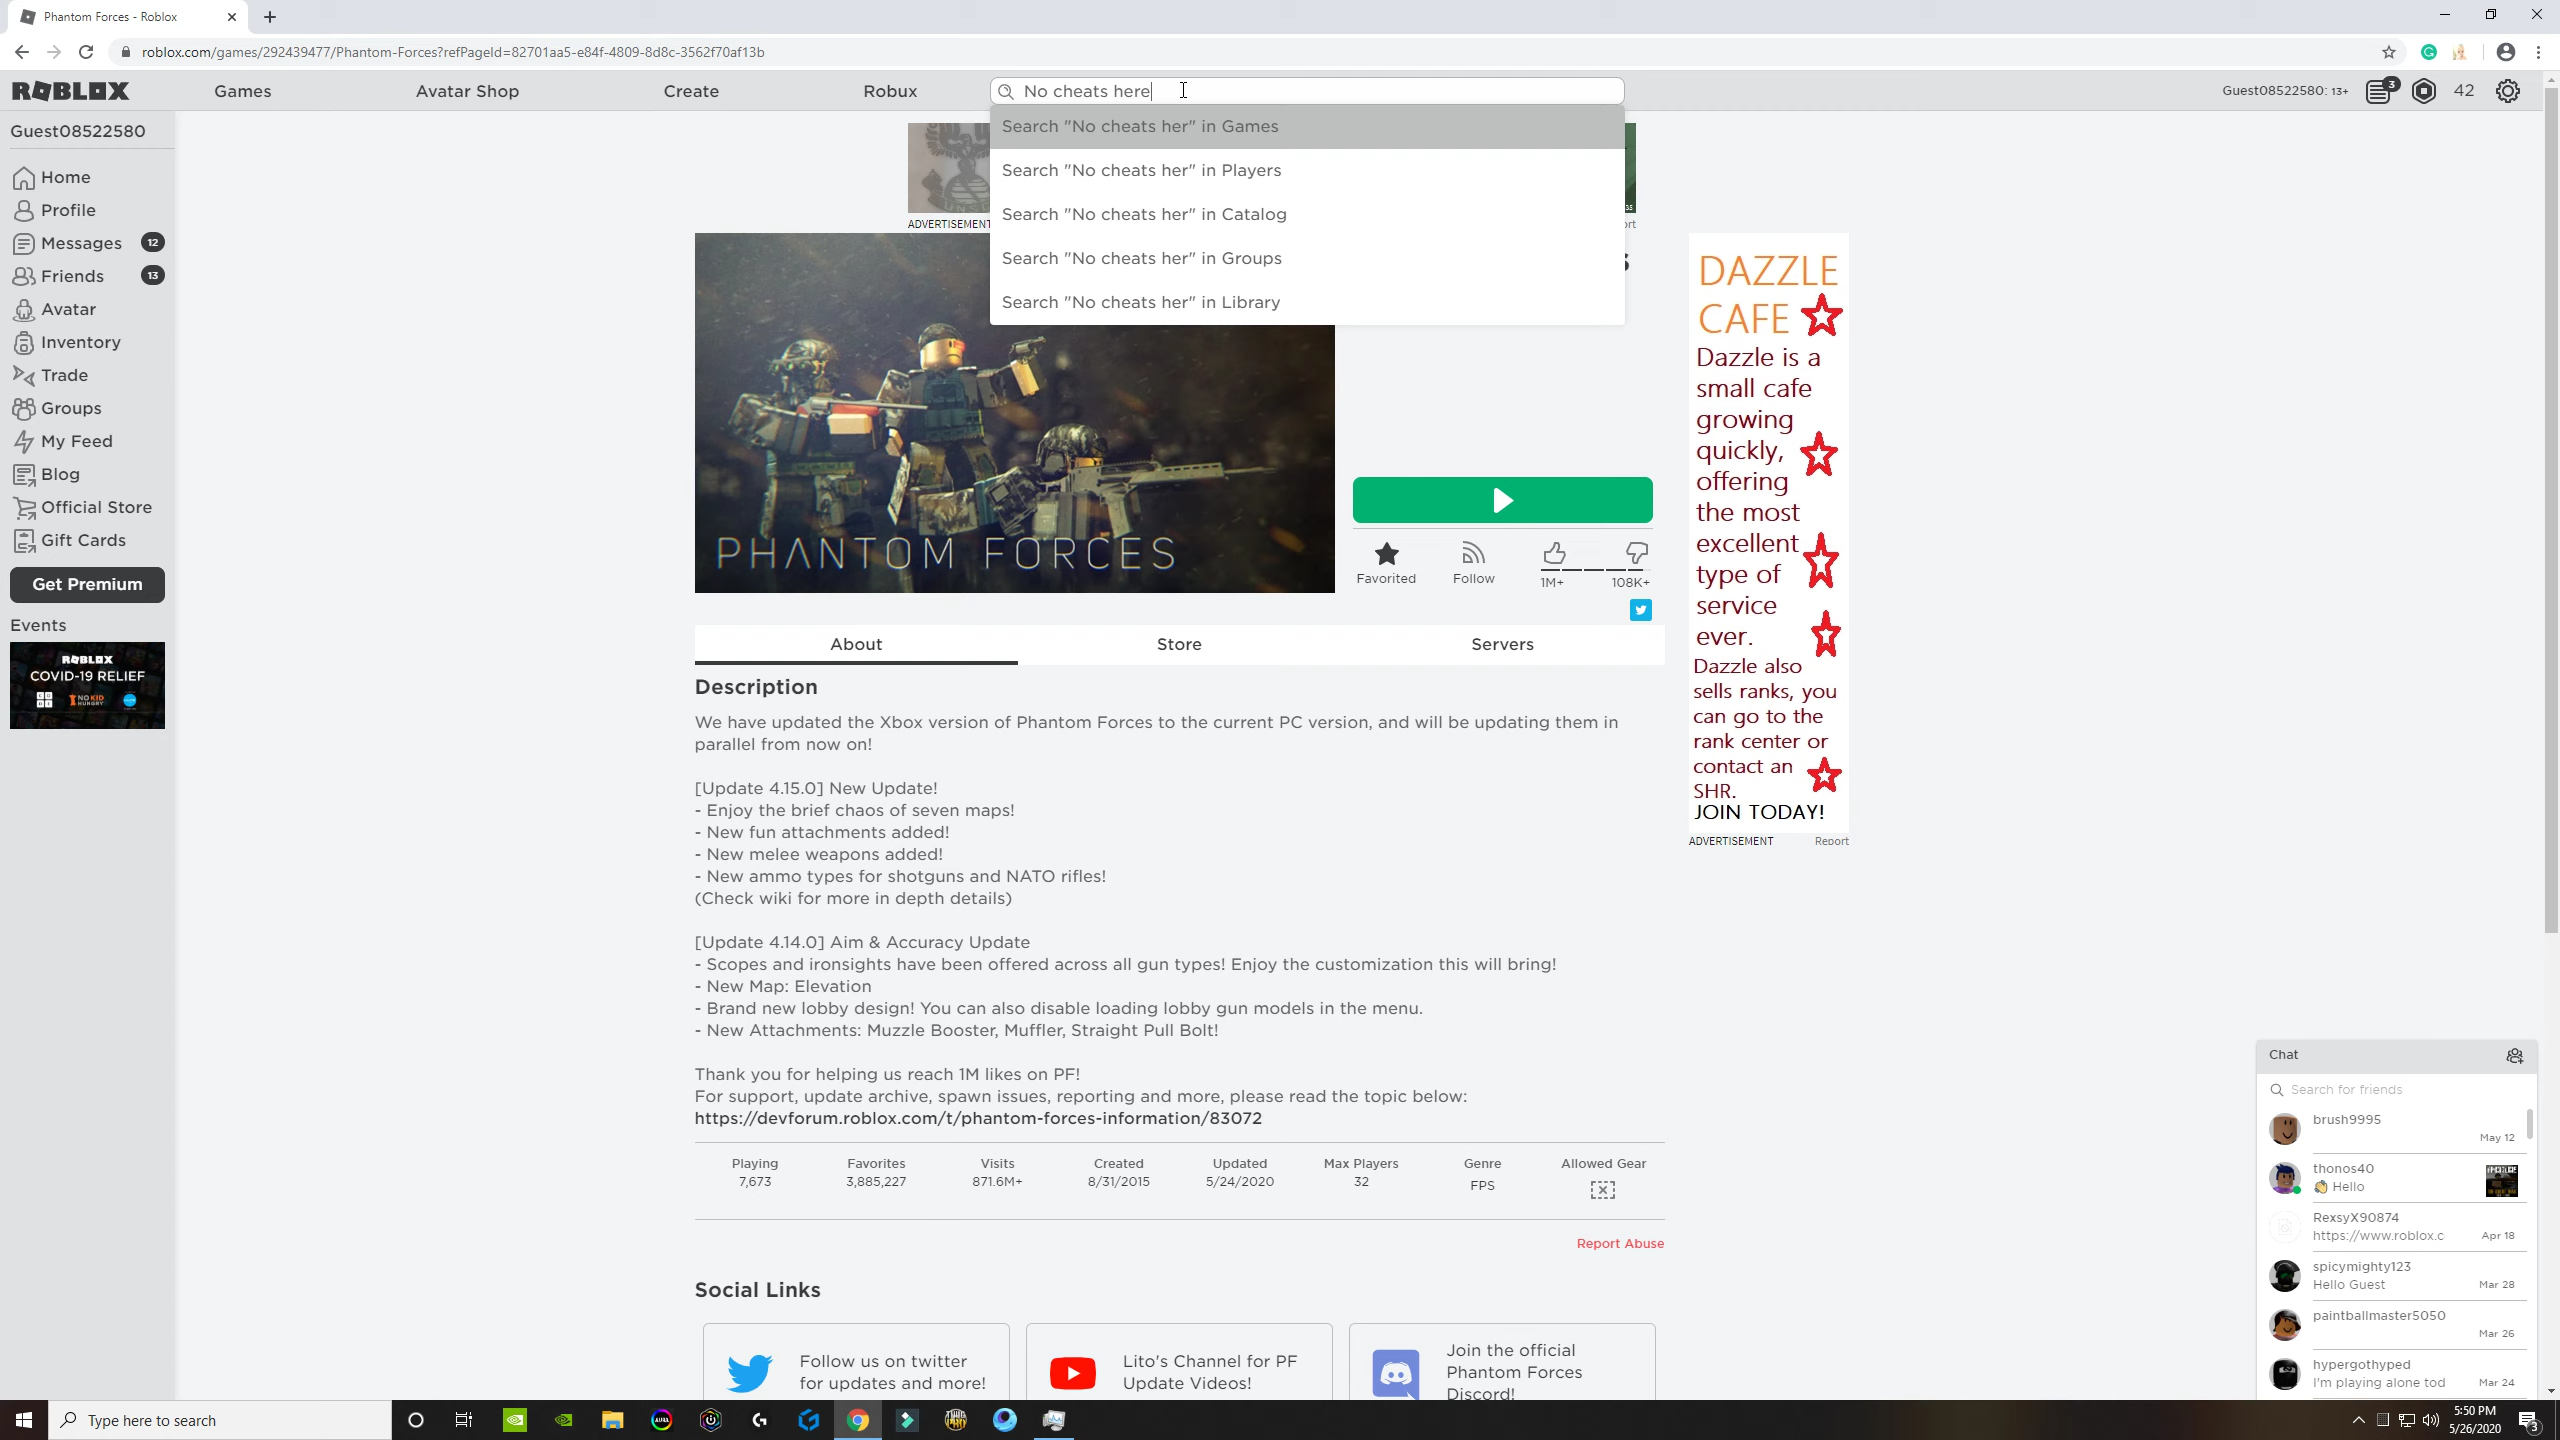 Phantom Forces - Roblox
roblox.com/games/292439477/Phantom-Forces?refPageId=82701aa5-e84f-4809-8d8c-3562f70af13b
ROBLOX
Games
Avatar Shop
Create
Robux
No cheats here
Guest08522580: 13+
3
42
Guest08522580
Home
Profile
Messages 12
Friends 13
Avatar
Inventory
Trade
Groups
My Feed
Blog
Official Store
Gift Cards
Get Premium
Events
ROBLOX
COVID-19 RELIEF
NO KID
HUNGRY
Search "No cheats her" in Games
Search "No cheats her" in Players
Search "No cheats her" in Catalog
Search "No cheats her" in Groups
Search "No cheats her" in Library
UNSC
ADVERTISEMENT
PHANTOM FORCES
Favorited
Follow
1M+
108K+
About
Store
Servers
Description
We have updated the Xbox version of Phantom Forces to the current PC version, and will be updating them in
parallel from now on!
[Update 4.15.0] New Update!
- Enjoy the brief chaos of seven maps!
- New fun attachments added!
- New melee weapons added!
- New ammo types for shotguns and NATO rifles!
(Check wiki for more in depth details)
[Update 4.14.0] Aim & Accuracy Update
- Scopes and ironsights have been offered across all gun types! Enjoy the customization this will bring!
- New Map: Elevation
- Brand new lobby design! You can also disable loading lobby gun models in the menu.
- New Attachments: Muzzle Booster, Muffler, Straight Pull Bolt!
Thank you for helping us reach 1M likes on PF!
For support, update archive, spawn issues, reporting and more, please read the topic below:
https://devforum.roblox.com/t/phantom-forces-information/83072
Playing
7,673
Favorites
3,885,227
Visits
871.6M+
Created
8/31/2015
Updated
5/24/2020
Max Players
32
Genre
FPS
Allowed Gear
Report Abuse
Social Links
Follow us on twitter
for updates and more!
Lito's Channel for PF
Update Videos!
Join the official
Phantom Forces
Discord!
DAZZLE
CAFE
Dazzle is a
small cafe
growing
quickly,
offering
the most
excellent
type of
service
ever.
Dazzle also
sells ranks, you
can go to the
rank center or
contact an
SHR.
JOIN TODAY!
ADVERTISEMENT
Report
Chat
Search for friends
brush9995
May 12
thonos40
Hello
RexsyX90874
https://www.roblox.c
Apr 18
spicymighty123
Hello Guest
Mar 28
paintballmaster5050
Mar 26
hypergothyped
I'm playing alone tod
Mar 24
Type here to search
AURA
5:50 PM
5/26/2020
3